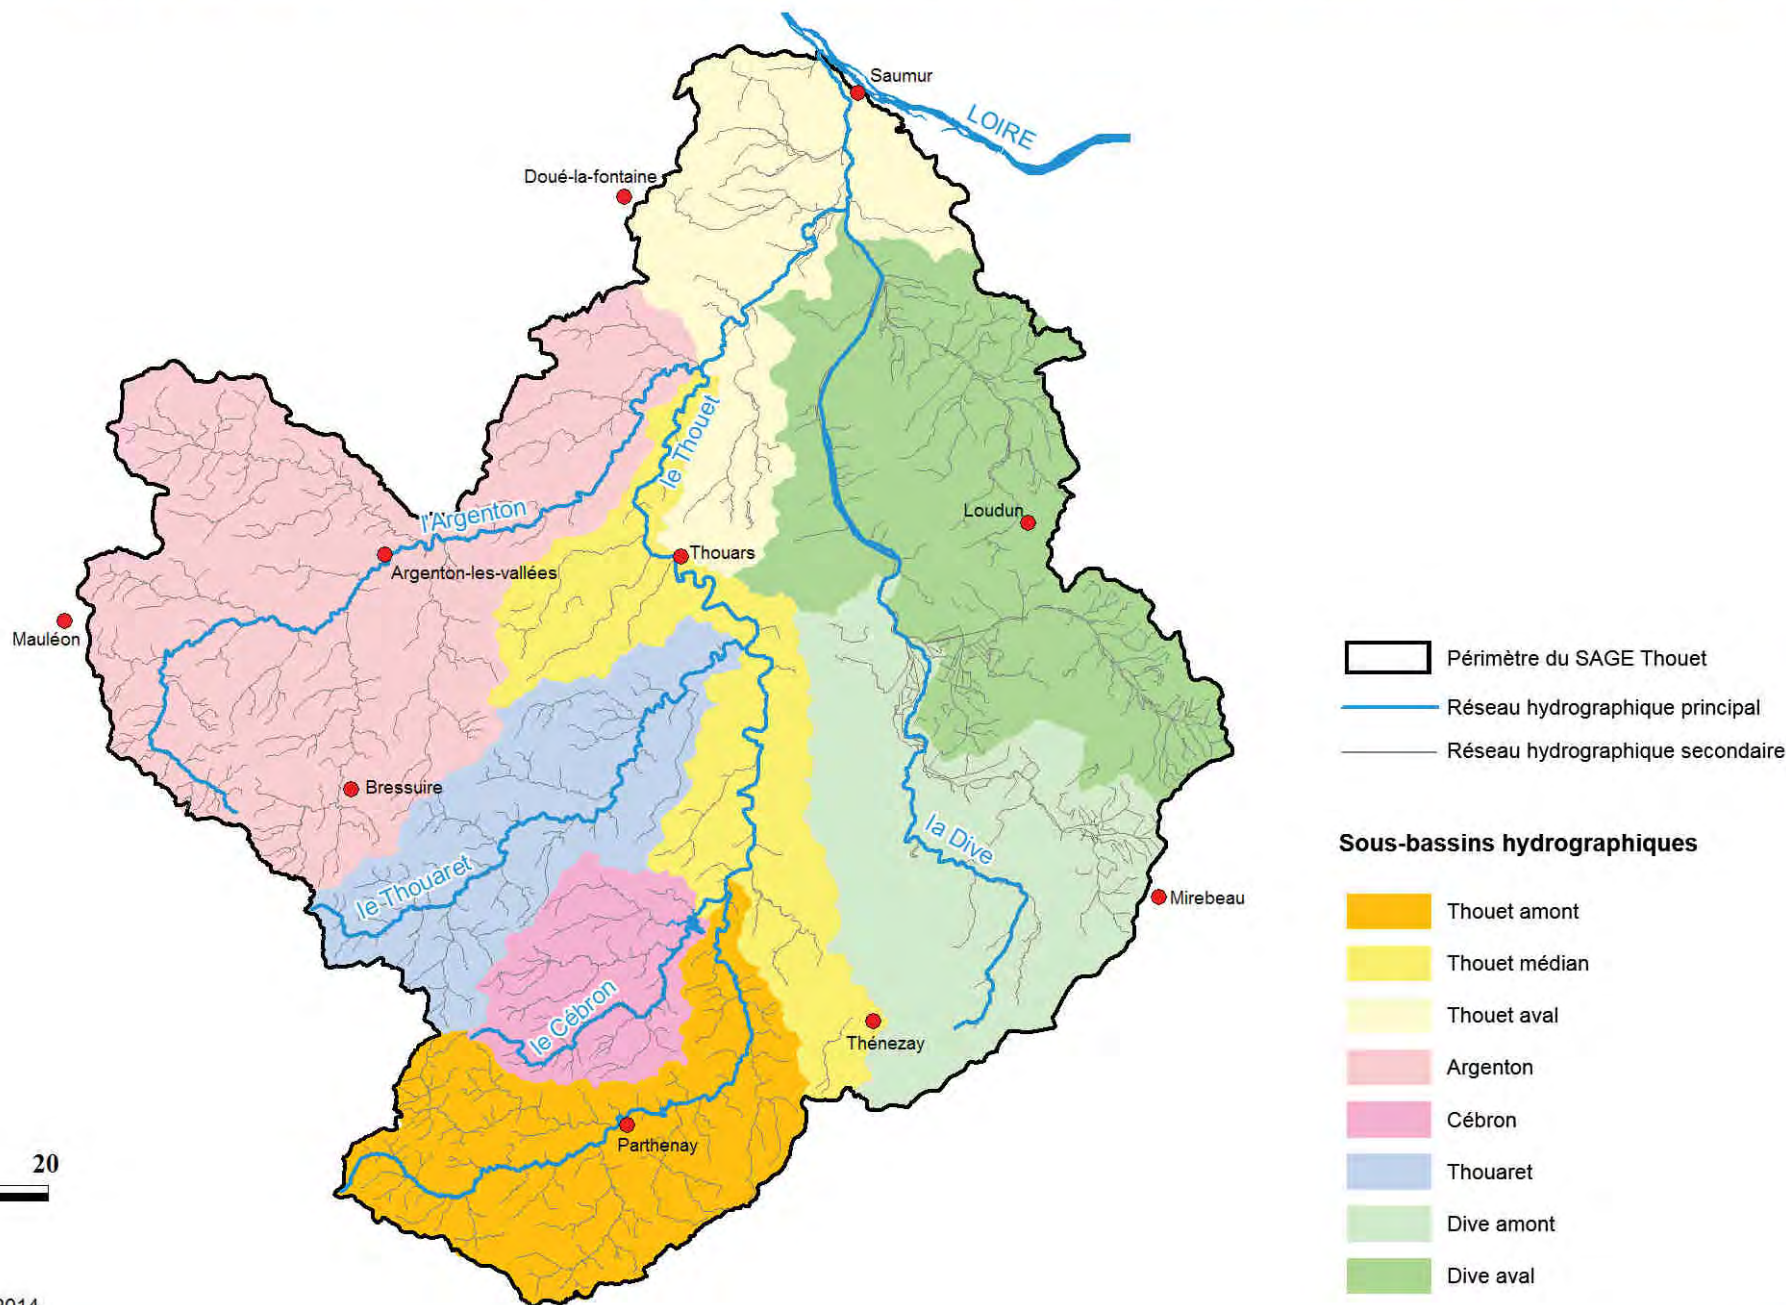 Saumur
LOIRE
Doué-la-fontaine
le Thouet
l'Argenton
Loudun
Thouars
Argenton-les-vallées
Mauléon
Bressuire
la Dive
le Thouaret
Mirebeau
le Cébron
Thénezay
Parthenay
20
2014
Périmètre du SAGE Thouet
Réseau hydrographique principal
Réseau hydrographique secondaire
Sous-bassins hydrographiques
Thouet amont
Thouet médian
Thouet aval
Argenton
Cébron
Thouaret
Dive amont
Dive aval